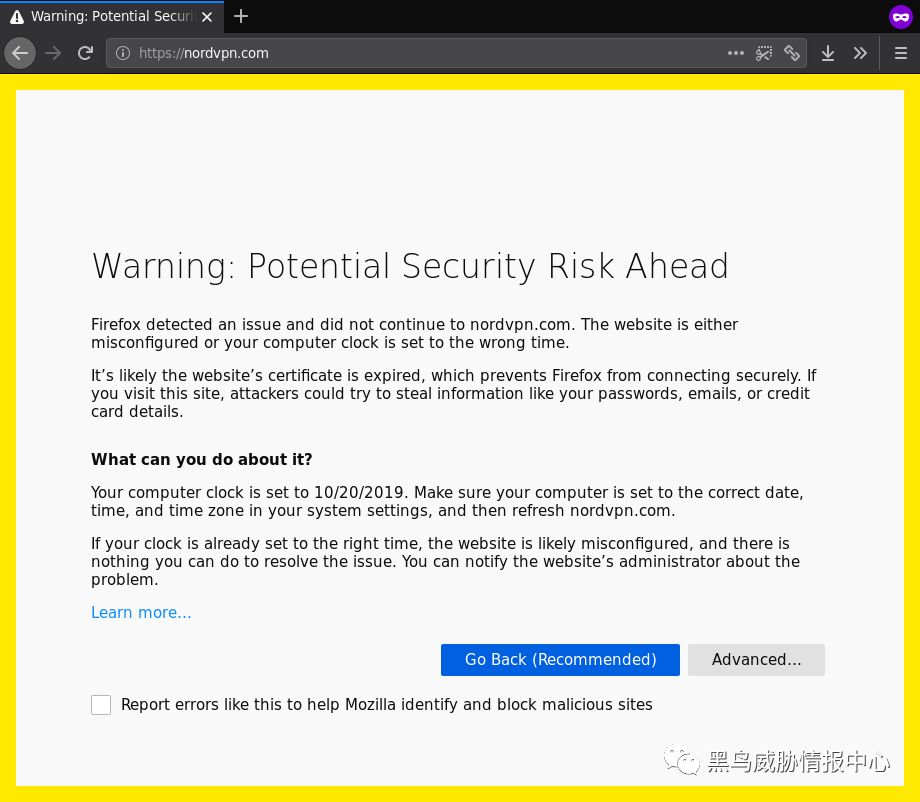 Warning: Potential Securi
https://nordvpn.com
Warning: Potential Security Risk Ahead
Firefox detected an issue and did not continue to nordvpn.com. The website is either
misconfigured or your computer clock is set to the wrong time.
It’s likely the website’s certificate is expired, which prevents Firefox from connecting securely. If
you visit this site, attackers could try to steal information like your passwords, emails, or credit
card details.
What can you do about it?
Your computer clock is set to 10/20/2019. Make sure your computer is set to the correct date,
time, and time zone in your system settings, and then refresh nordvpn.com.
If your clock is already set to the right time, the website is likely misconfigured, and there is
nothing you can do to resolve the issue. You can notify the website’s administrator about the
problem.
Learn more…
Go Back (Recommended)
Advanced…
Report errors like this to help Mozilla identify and block malicious sites
黑鸟威胁情报中心